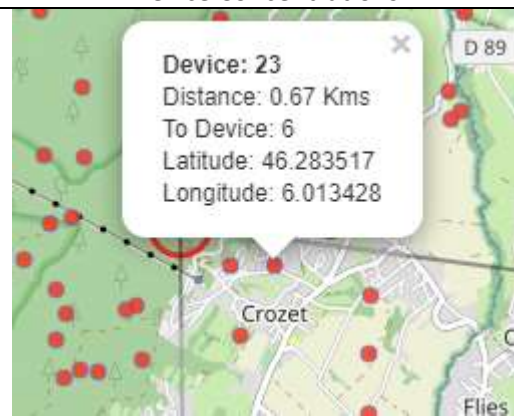 ×
D 89
Device: 23
Distance: 0.67 Kms
To Device: 6
Latitude: 46.283517
Longitude: 6.013428
Crozet
Flies